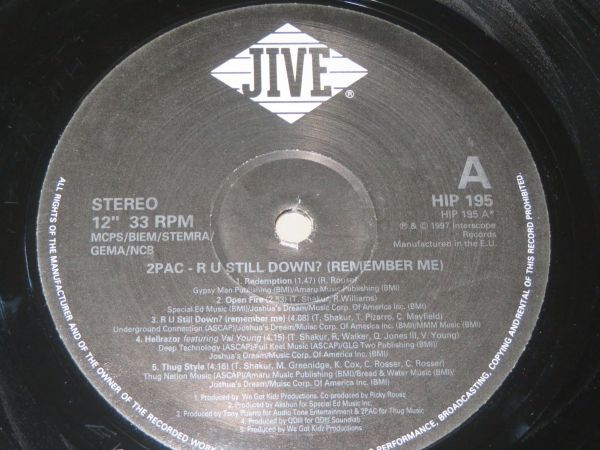 JIVE
®
STEREO
12" 33 RPM
MCPS/BIEM/STEMRA/
GEMA/NCB
A
HIP 195
HIP 195 A*
℗ & © 1997 Interscope
Records
Manufactured in the E.U.
2PAC - R U STILL DOWN? (REMEMBER ME)
1. Redemption (1.47) (R. Rouse)
Gypsy Man Publishing (BMI)/Amaru Music Publishing (BMI)
2. Open Fire (2.53) (T. Shakur, R.Williams)
Special Ed Music (BMI)/Joshua's Dream/Music Corp. Of America Inc. (BMI)
3. R U Still Down? (remember me) (4.08) (T. Shakur, T. Pizarro, C. Mayfield)
Underground Connection (ASCAP)/Joshua's Dream/Muisc Corp. Of America Inc. (BMI)/MMM Music (BMI)
4. Hellrazor featuring Val Young (4.15) (T. Shakur, R. Walker, Q. Jones III, V. Young)
Deep Technology (ASCAP)/Full Keel Music (ASCAP)/GLG Two Publishing (BMI)
Joshua's Dream/Music Corp. Of America Inc. (BMI)
5. Thug Style (4.16) (T. Shakur, M. Greenidge, K. Cox, C. Rosser, C. Rosser)
Thug Nation Music (ASCAP)/Amaru Music Publishing (BMI)/Bread & Water Music (BMI)/
Joshua's Dream/Music Corp. Of America Inc. (BMI)
1. Produced by We Got Kidz Productions. Co-produced by Ricky Rouse
2. Produced by Akshun for Special Ed Music Inc.
3. Produced by Tony Pizarro for Audio Tone Entertainment & 2PAC for Thug Music
4. Produced by QDIII for QDIII Soundlab
5. Produced by We Got Kidz Productions
ALL RIGHTS OF THE MANUFACTURER AND OF THE OWNER OF THE RECORDED WORK
PERFORMANCE, BROADCASTING, COPYING AND RENTAL OF THIS RECORD PROHIBITED.